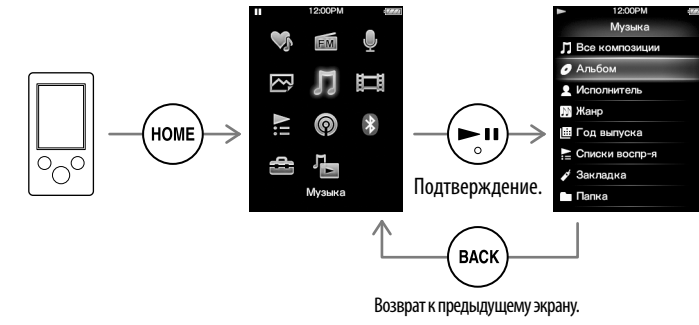 HOME
12:00PM
FM
Музыка
Подтверждение.
12:00PM
Музыка
Все композиции
Альбом
Исполнитель
Жанр
Год выпуска
Списки воспр-я
Закладка
Папка
BACK
Возврат к предыдущему экрану.